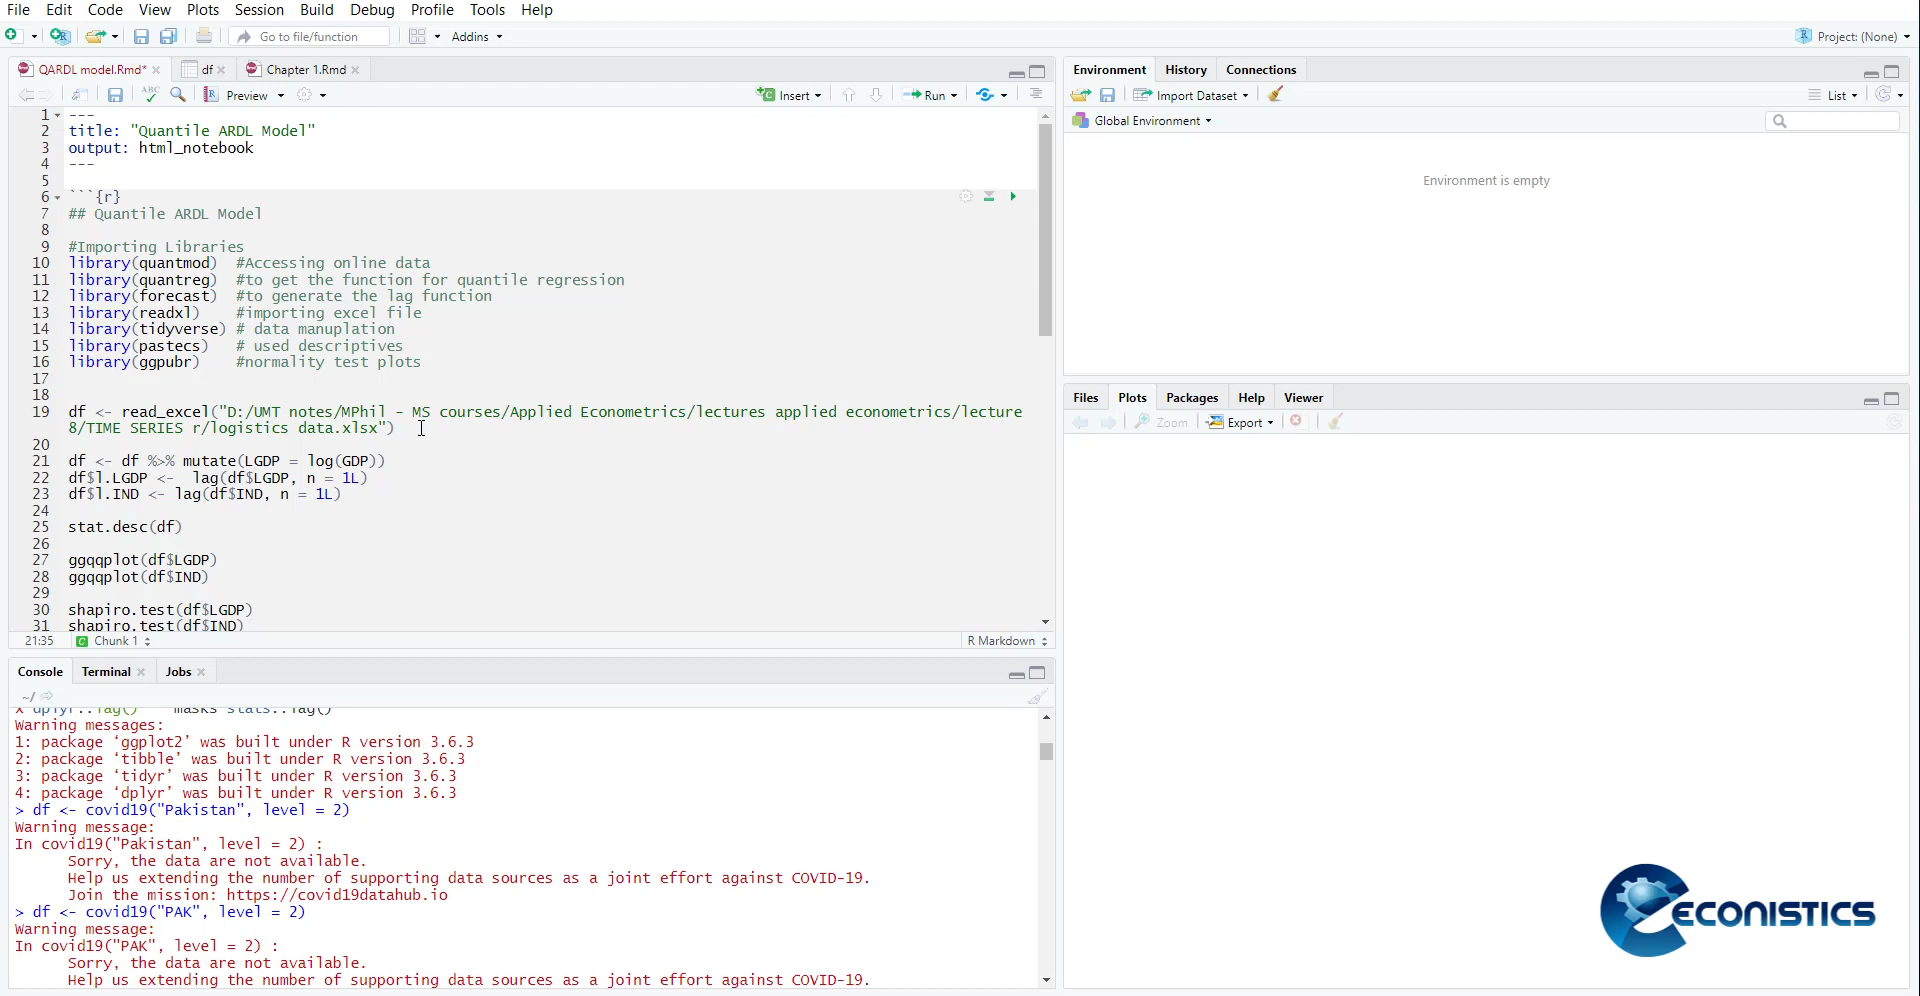 File Edit Code View Plots Session Build Debug Profile Tools Help
Go to file/function Addins Project: (None)
QARDL model.Rmd* df Chapter 1.Rmd
ABC Preview Insert Run
1 ---
2 title: "Quantile ARDL Model"
3 output: html_notebook
4 ---
5
6 ```{r}
7 ## Quantile ARDL Model
8
9 #Importing Libraries
10 library(quantmod) #Accessing online data
11 library(quantreg) #to get the function for quantile regression
12 library(forecast) #to generate the lag function
13 library(readxl) #importing excel file
14 library(tidyverse) # data manuplation
15 library(pastecs) # used descriptives
16 library(ggpubr) #normality test plots
17
18
19 df <- read_excel("D:/UMT notes/MPhil - MS courses/Applied Econometrics/lectures applied econometrics/lecture
8/TIME SERIES r/logistics data.xlsx")
20
21 df <- df %>% mutate(LGDP = log(GDP))
22 df$l.LGDP <- lag(df$LGDP, n = 1L)
23 df$l.IND <- lag(df$IND, n = 1L)
24
25 stat.desc(df)
26
27 ggqqplot(df$LGDP)
28 ggqqplot(df$IND)
29
30 shapiro.test(df$LGDP)
31 shapiro.test(df$IND)
21:35 C Chunk 1 R Markdown
Console Terminal Jobs
~/
x dplyr::lag() masks stats::lag()
Warning messages:
1: package ‘ggplot2’ was built under R version 3.6.3
2: package ‘tibble’ was built under R version 3.6.3
3: package ‘tidyr’ was built under R version 3.6.3
4: package ‘dplyr’ was built under R version 3.6.3
> df <- covid19("Pakistan", level = 2)
Warning message:
In covid19("Pakistan", level = 2) :
Sorry, the data are not available.
Help us extending the number of supporting data sources as a joint effort against COVID-19.
Join the mission: https://covid19datahub.io
> df <- covid19("PAK", level = 2)
Warning message:
In covid19("PAK", level = 2) :
Sorry, the data are not available.
Help us extending the number of supporting data sources as a joint effort against COVID-19.
Environment History Connections
Import Dataset List
Global Environment
Environment is empty
Files Plots Packages Help Viewer
Zoom Export
ECONISTICS